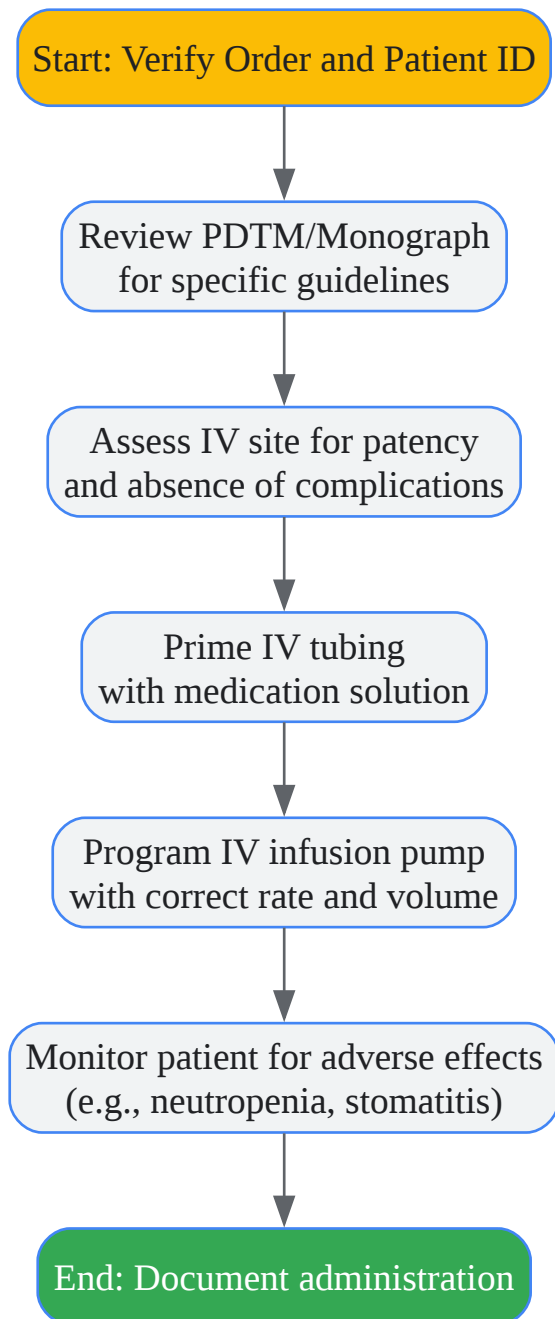 Start: Verify Order and Patient ID
Review PDTM/Monograph
for specific guidelines
Assess IV site for patency
and absence of complications
Prime IV tubing
with medication solution
Program IV infusion pump
with correct rate and volume
Monitor patient for adverse effects
(e.g., neutropenia, stomatitis)
End: Document administration